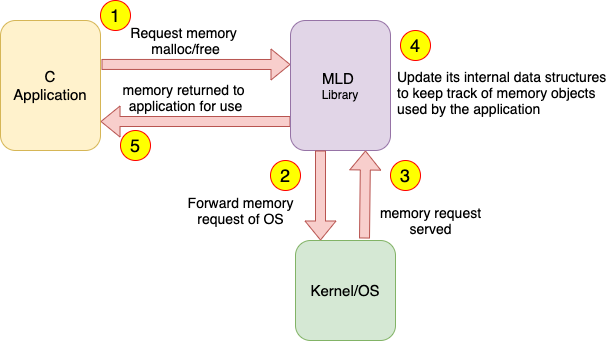 1
Request memory
malloc/free
C
Application
MLD
Library
4
Update its internal data structures
to keep track of memory objects
used by the application
memory returned to
application for use
5
2
3
Forward memory
request of OS
memory request
served
Kernel/OS